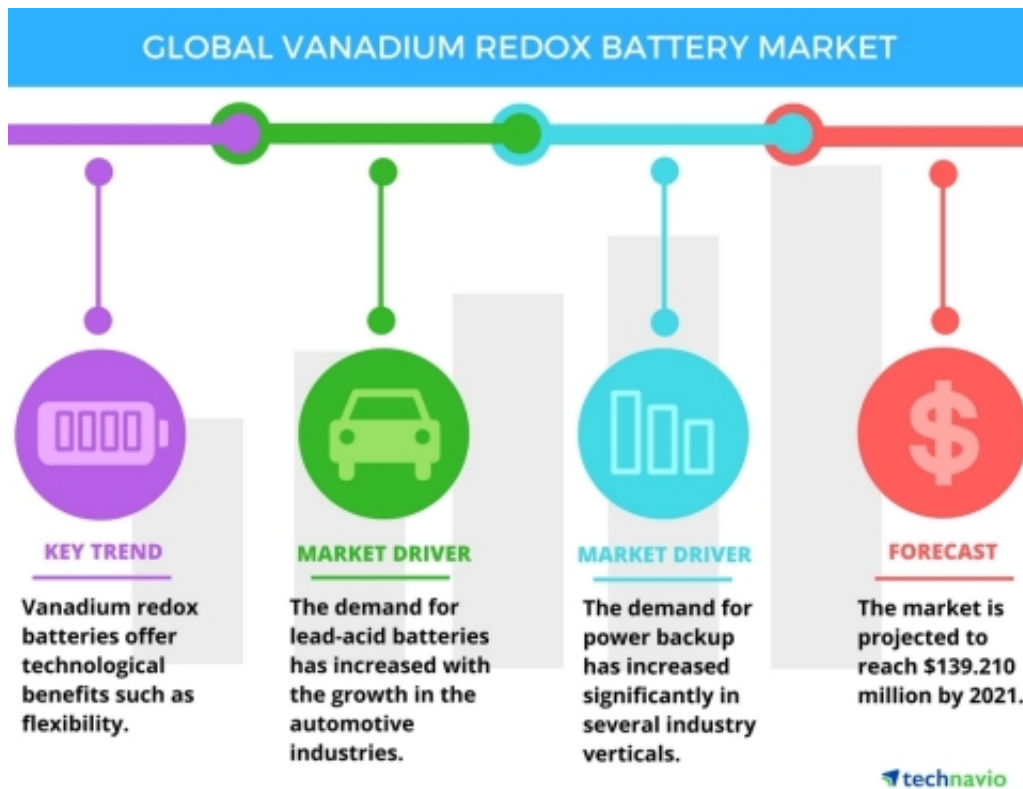 GLOBAL VANADIUM REDOX BATTERY MARKET
KEY TREND
Vanadium redox
batteries offer
technological
benefits such as
flexibility.
MARKET DRIVER
The demand for
lead-acid batteries
has increased with
the growth in the
automotive
industries.
MARKET DRIVER
The demand for
power backup
has increased
significantly in
several industry
verticals.
FORECAST
The market is
projected to
reach $139.210
million by 2021.
technavio